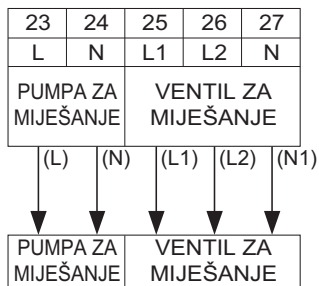 23 24 25 26 27
L N L1 L2 N
PUMPA ZA VENTIL ZA
MIJEŠANJE MIJEŠANJE
(L) (N) (L1) (L2) (N1)
PUMPA ZA VENTIL ZA
MIJEŠANJE MIJEŠANJE